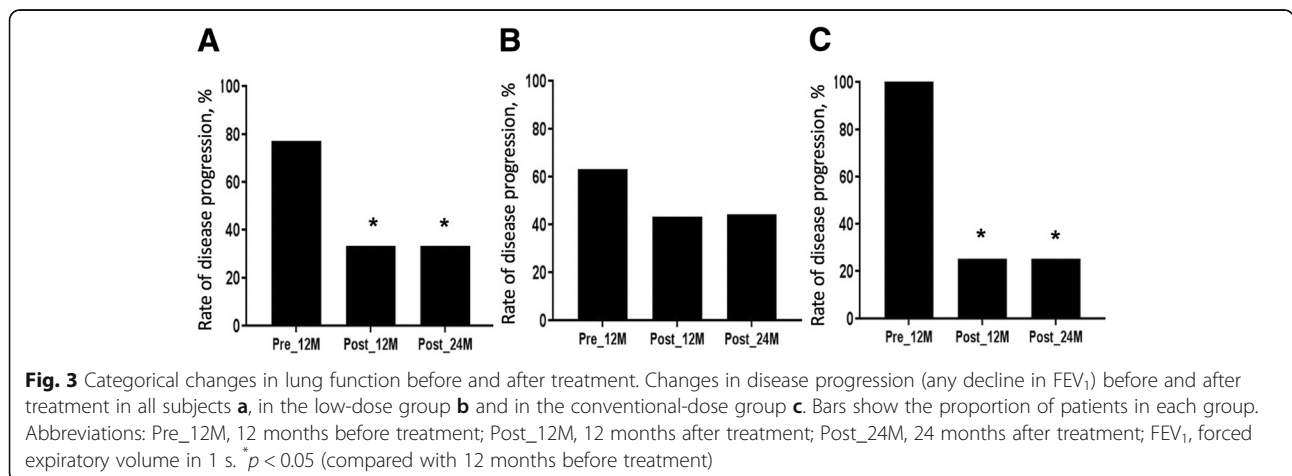 A
B
C
Rate of disease progression, %
100
80
60
40
20
0
* *
Pre_12M Post_12M Post_24M
Rate of disease progression, %
100
80
60
40
20
0
Pre_12M Post_12M Post_24M
Rate of disease progression, %
100
80
60
40
20
0
* *
Pre_12M Post_12M Post_24M
Fig. 3 Categorical changes in lung function before and after treatment. Changes in disease progression (any decline in FEV₁) before and after
treatment in all subjects a, in the low-dose group b and in the conventional-dose group c. Bars show the proportion of patients in each group.
Abbreviations: Pre_12M, 12 months before treatment; Post_12M, 12 months after treatment; Post_24M, 24 months after treatment; FEV₁, forced
expiratory volume in 1 s. *p < 0.05 (compared with 12 months before treatment)